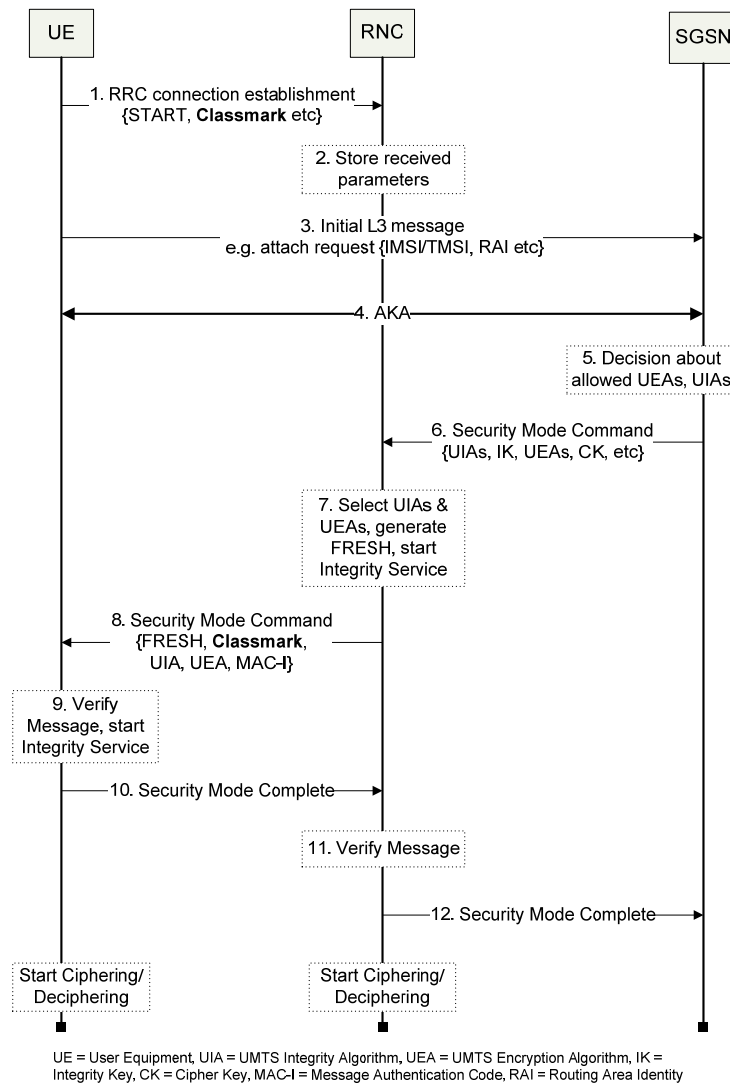 UE
RNC
SGSN
1. RRC connection establishment
{START, Classmark etc}
2. Store received
parameters
3. Initial L3 message
e.g. attach request {IMSI/TMSI, RAI etc}
4. AKA
5. Decision about
allowed UEAs, UIAs
6. Security Mode Command
{UIAs, IK, UEAs, CK, etc}
7. Select UIAs &
UEAs, generate
FRESH, start
Integrity Service
8. Security Mode Command
{FRESH, Classmark,
UIA, UEA, MAC-I}
9. Verify
Message, start
Integrity Service
10. Security Mode Complete
11. Verify Message
12. Security Mode Complete
Start Ciphering/
Deciphering
Start Ciphering/
Deciphering
UE = User Equipment, UIA = UMTS Integrity Algorithm, UEA = UMTS Encryption Algorithm, IK =
Integrity Key, CK = Cipher Key, MAC-I = Message Authentication Code, RAI = Routing Area Identity